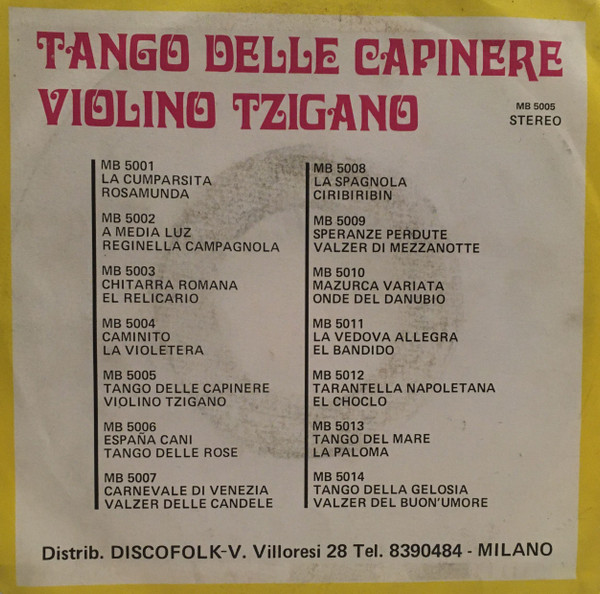 TANGO DELLE CAPINERE
VIOLINO TZIGANO
MB 5005
STEREO
MB 5001
LA CUMPARSITA
ROSAMUNDA
MB 5002
A MEDIA LUZ
REGINELLA CAMPAGNOLA
MB 5003
CHITARRA ROMANA
EL RELICARIO
MB 5004
CAMINITO
LA VIOLETERA
MB 5005
TANGO DELLE CAPINERE
VIOLINO TZIGANO
MB 5006
ESPAÑA CANI
TANGO DELLE ROSE
MB 5007
CARNEVALE DI VENEZIA
VALZER DELLE CANDELE
MB 5008
LA SPAGNOLA
CIRIBIRIBIN
MB 5009
SPERANZE PERDUTE
VALZER DI MEZZANOTTE
MB 5010
MAZURCA VARIATA
ONDE DEL DANUBIO
MB 5011
LA VEDOVA ALLEGRA
EL BANDIDO
MB 5012
TARANTELLA NAPOLETANA
EL CHOCLO
MB 5013
TANGO DEL MARE
LA PALOMA
MB 5014
TANGO DELLA GELOSIA
VALZER DEL BUON'UMORE
Distrib. DISCOFOLK-V. Villoresi 28 Tel. 8390484 - MILANO